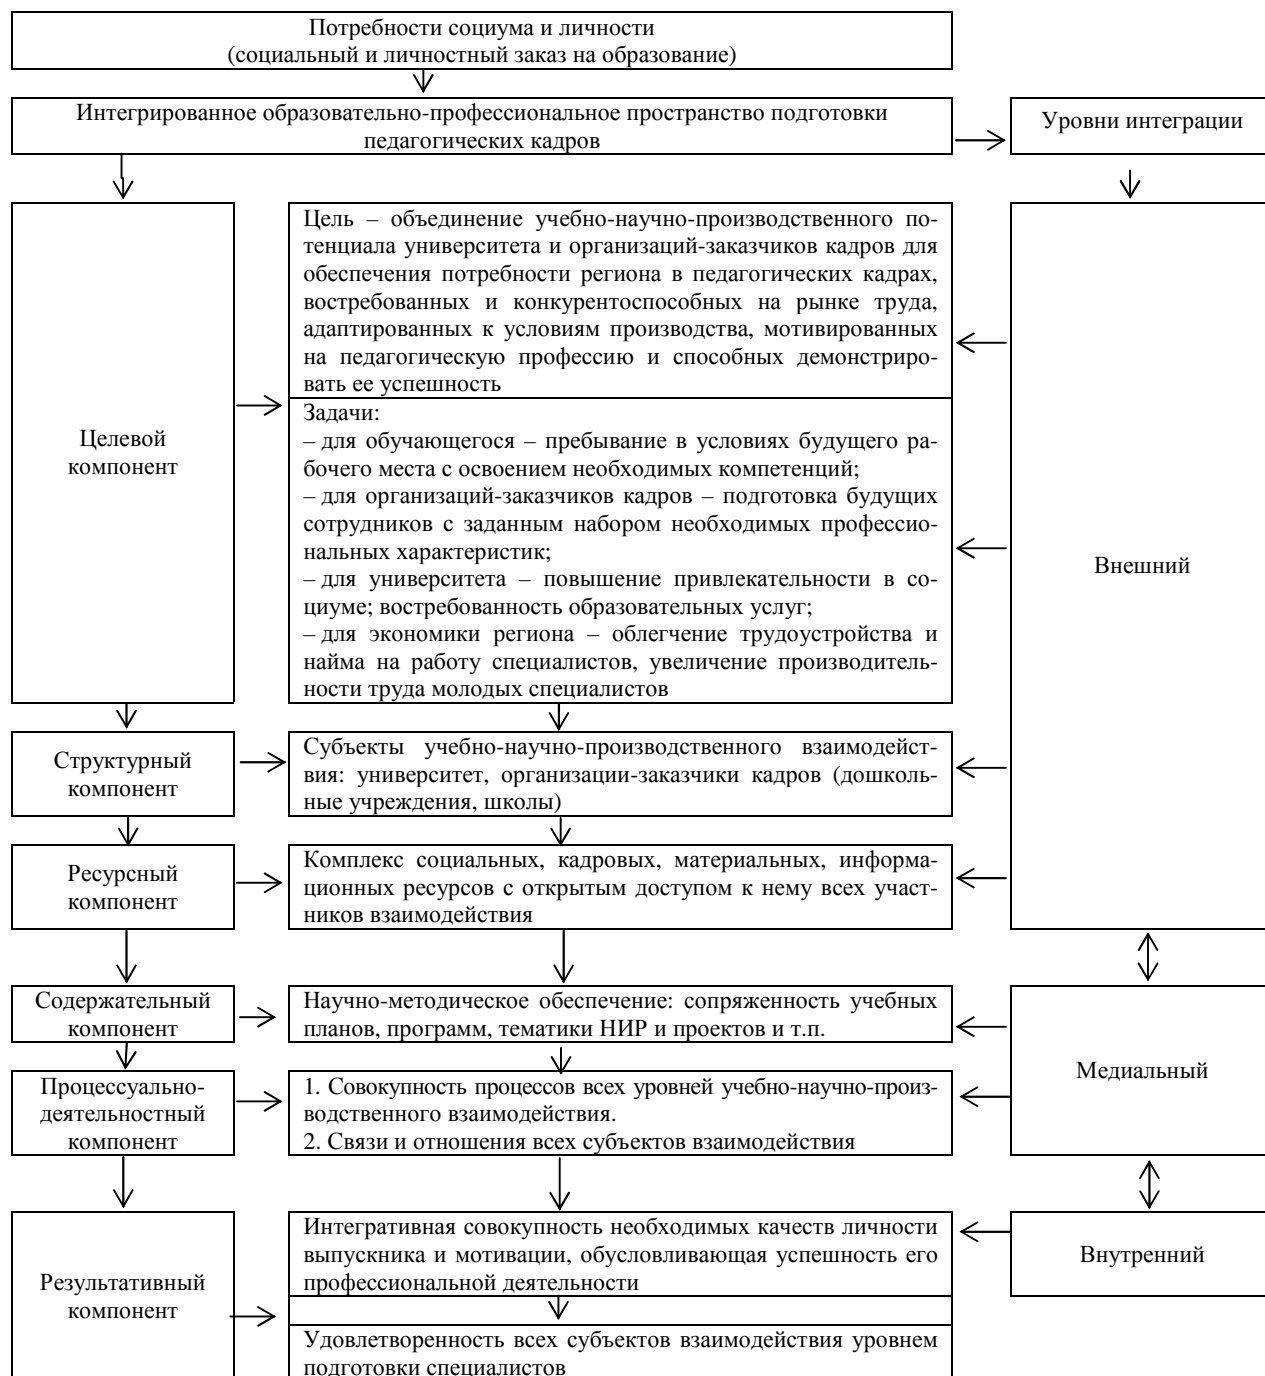 Потребности социума и личности
(социальный и личностный заказ на образование)
Интегрированное образовательно-профессиональное пространство подготовки
педагогических кадров
Уровни интеграции
Целевой
компонент
Цель – объединение учебно-научно-производственного по-
тенциала университета и организаций-заказчиков кадров для
обеспечения потребности региона в педагогических кадрах,
востребованных и конкурентоспособных на рынке труда,
адаптированных к условиям производства, мотивированных
на педагогическую профессию и способных демонстриро-
вать ее успешность
Задачи:
– для обучающегося – пребывание в условиях будущего ра-
бочего места с освоением необходимых компетенций;
– для организаций-заказчиков кадров – подготовка будущих
сотрудников с заданным набором необходимых профессио-
нальных характеристик;
– для университета – повышение привлекательности в со-
циуме; востребованность образовательных услуг;
– для экономики региона – облегчение трудоустройства и
найма на работу специалистов, увеличение производитель-
ности труда молодых специалистов
Внешний
Структурный
компонент
Субъекты учебно-научно-производственного взаимодейст-
вия: университет, организации-заказчики кадров (дошколь-
ные учреждения, школы)
Ресурсный
компонент
Комплекс социальных, кадровых, материальных, информа-
ционных ресурсов с открытым доступом к нему всех участ-
ников взаимодействия
Содержательный
компонент
Научно-методическое обеспечение: сопряженность учебных
планов, программ, тематики НИР и проектов и т.п.
Медиальный
Процессуально-
деятельностный
компонент
1. Совокупность процессов всех уровней учебно-научно-произ-
водственного взаимодействия.
2. Связи и отношения всех субъектов взаимодействия
Результативный
компонент
Интегративная совокупность необходимых качеств личности
выпускника и мотивации, обусловливающая успешность его
профессиональной деятельности
Внутренний
Удовлетворенность всех субъектов взаимодействия уровнем
подготовки специалистов